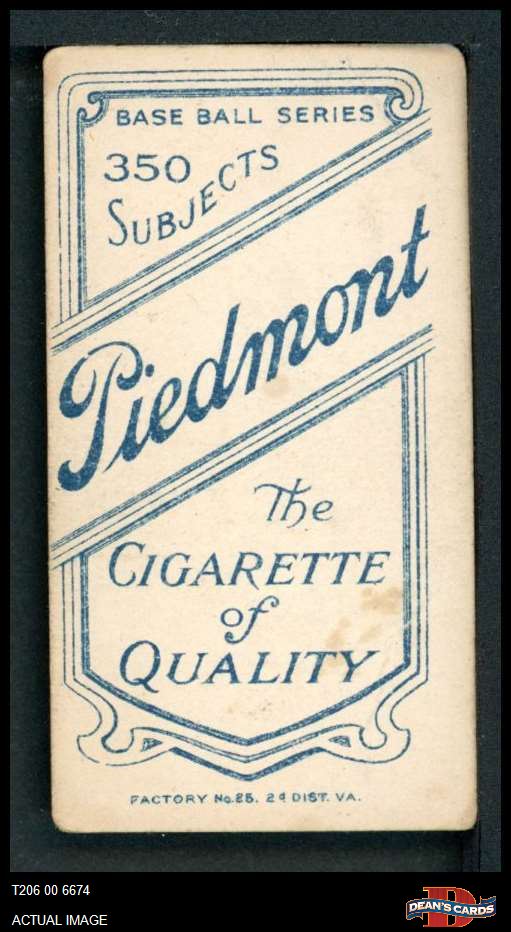 BASE BALL SERIES
350
SUBJECTS
Piedmont
The
CIGARETTE
of
QUALITY
FACTORY No. 25. 2d DIST. VA.
T206 00 6674
ACTUAL IMAGE
D
DEAN'S CARDS